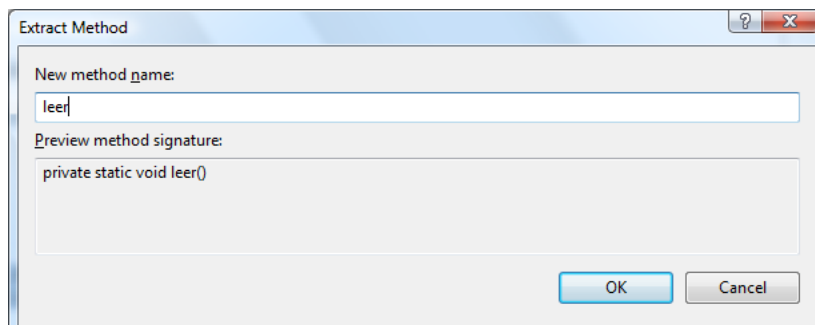 Extract Method
?
New method name:
leer
Preview method signature:
private static void leer()
OK
Cancel